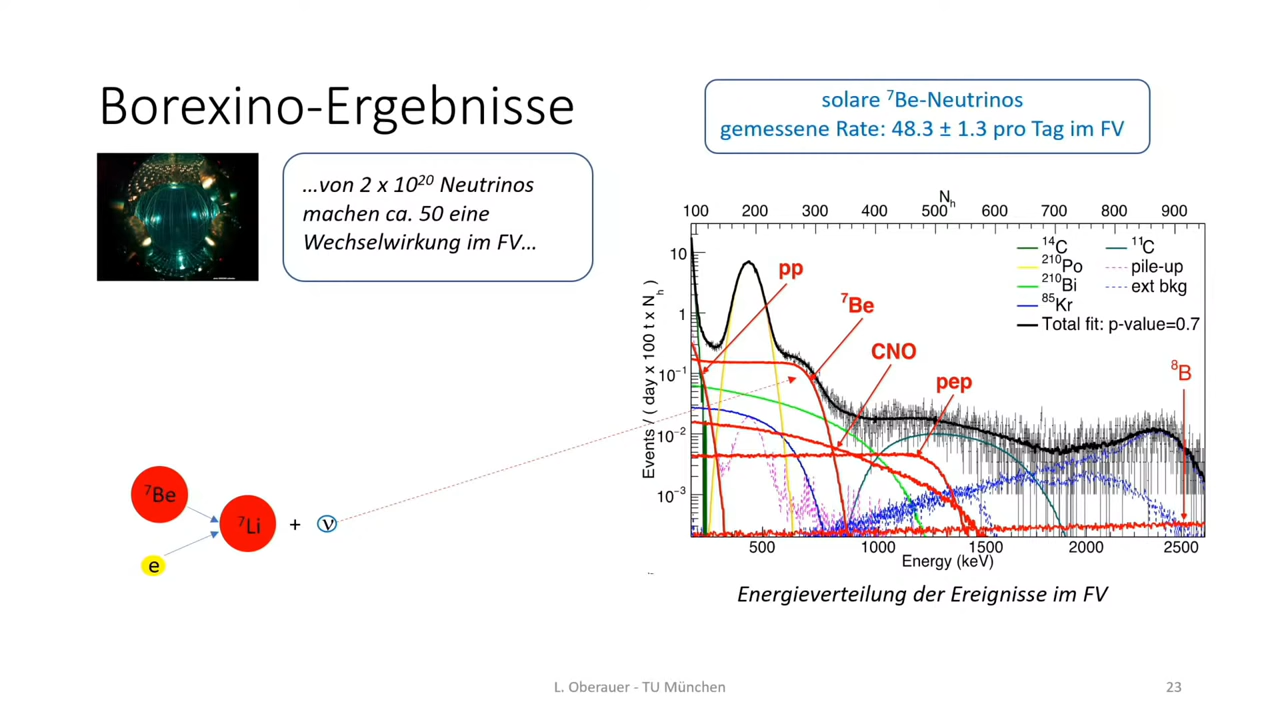 Borexino-Ergebnisse
solare ⁷Be-Neutrinos
gemessene Rate: 48.3 ± 1.3 pro Tag im FV
…von 2 x 10²⁰ Neutrinos
machen ca. 50 eine
Wechselwirkung im FV…
Nₕ
100 200 300 400 500 600 700 800 900
10
1
10⁻¹
10⁻²
10⁻³
Events / ( day x 100 t x Nₕ )
pp
⁷Be
CNO
pep
⁸B
¹⁴C
²¹⁰Po
²¹⁰Bi
⁸⁵Kr
¹¹C
pile-up
ext bkg
Total fit: p-value=0.7
500 1000 1500 2000 2500
Energy (keV)
Energieverteilung der Ereignisse im FV
⁷Be
⁷Li + ν
e
L. Oberauer - TU München
23